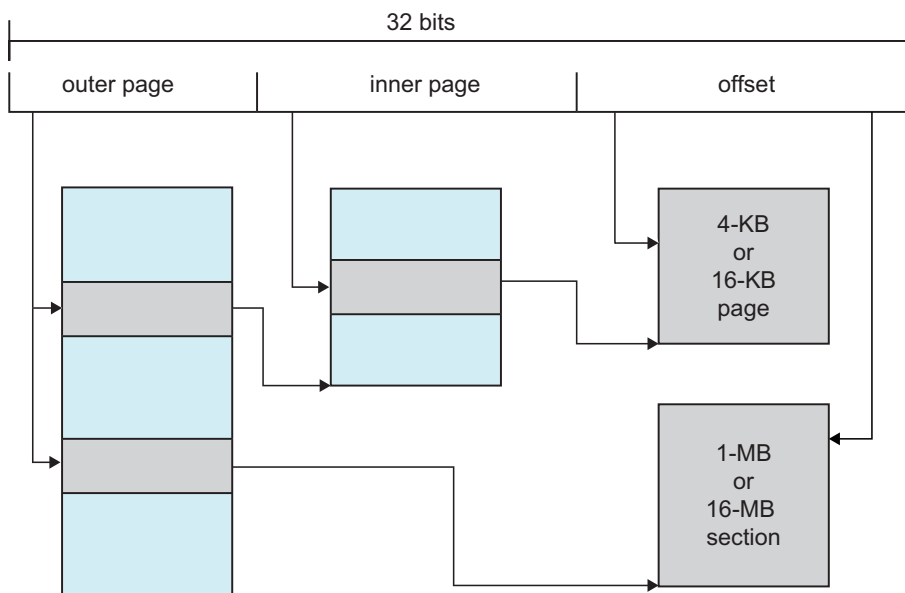 32 bits
outer page
inner page
offset
4-KB
or
16-KB
page
1-MB
or
16-MB
section